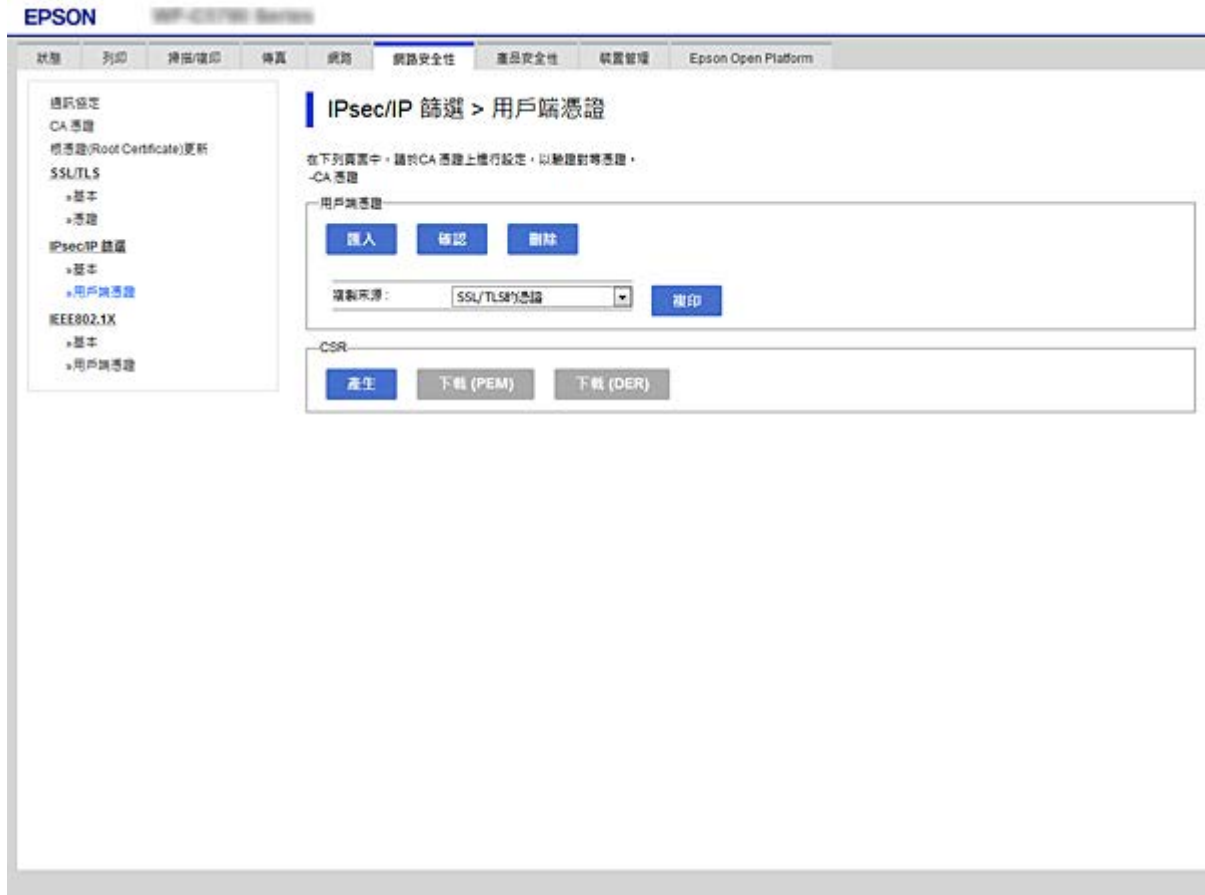 EPSON
狀態 列印 掃描/複印 傳真 網路 網路安全性 產品安全性 裝置管理 Epson Open Platform
通訊協定
CA 憑證
根憑證(Root Certificate)更新
SSL/TLS
»基本
»憑證
IPsec/IP 篩選
»基本
»用戶端憑證
IEEE802.1X
»基本
»用戶端憑證
IPsec/IP 篩選 > 用戶端憑證
在下列頁面中，請於CA 憑證上進行設定，以驗證對等憑證。
-CA 憑證
用戶端憑證
匯入 確認 刪除
複製來源 : SSL/TLS的憑證 複印
CSR
產生 下載 (PEM) 下載 (DER)